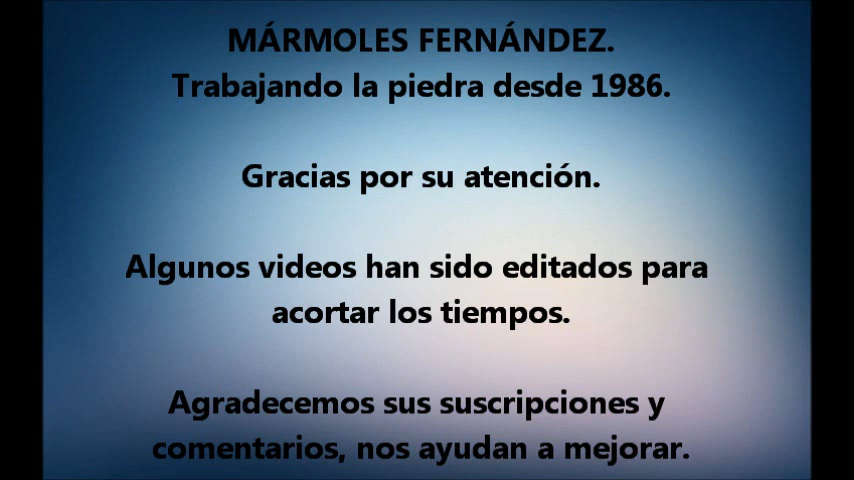 MÁRMOLES FERNÁNDEZ.
Trabajando la piedra desde 1986.
Gracias por su atención.
Algunos videos han sido editados para
acortar los tiempos.
Agradecemos sus suscripciones y
comentarios, nos ayudan a mejorar.